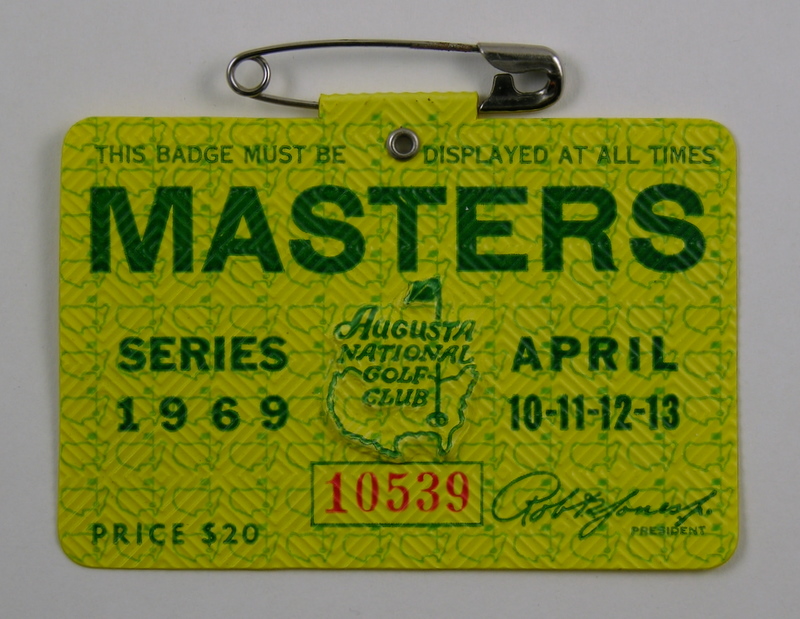 THIS BADGE MUST BE DISPLAYED AT ALL TIMES
MASTERS
AUGUSTA
NATIONAL
GOLF
CLUB
SERIES
1969
APRIL
10-11-12-13
10539
PRICE $20
Robt Jones Jr.
PRESIDENT